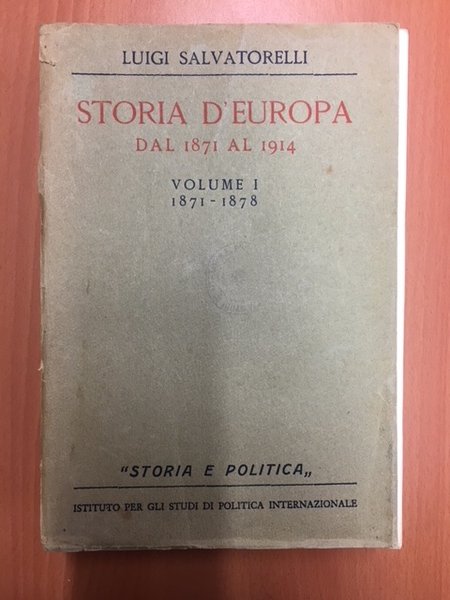 LUIGI SALVATORELLI
STORIA D'EUROPA
DAL 1871 AL 1914
VOLUME I
1871 - 1878
"STORIA E POLITICA„
ISTITUTO PER GLI STUDI DI POLITICA INTERNAZIONALE